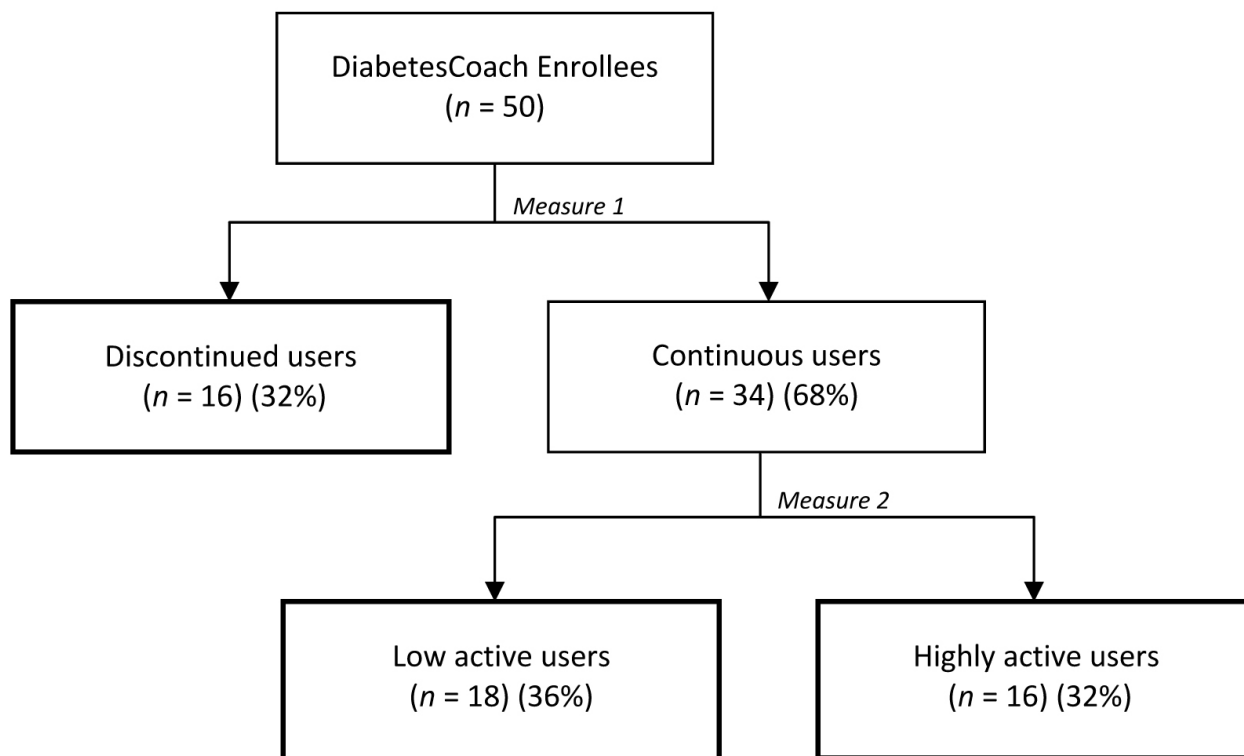 DiabetesCoach Enrollees
(n = 50)
Measure 1
Discontinued users
(n = 16) (32%)
Continuous users
(n = 34) (68%)
Measure 2
Low active users
(n = 18) (36%)
Highly active users
(n = 16) (32%)